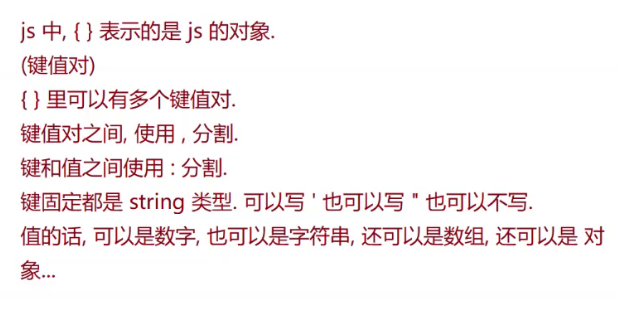 js 中, { } 表示的是 js 的对象.
(键值对)
{ } 里可以有多个键值对.
键值对之间, 使用 , 分割.
键和值之间使用 : 分割.
键固定都是 string 类型. 可以写 ' 也可以写 " 也可以不写.
值的话, 可以是数字, 也可以是字符串, 还可以是数组, 还可以是 对
象...